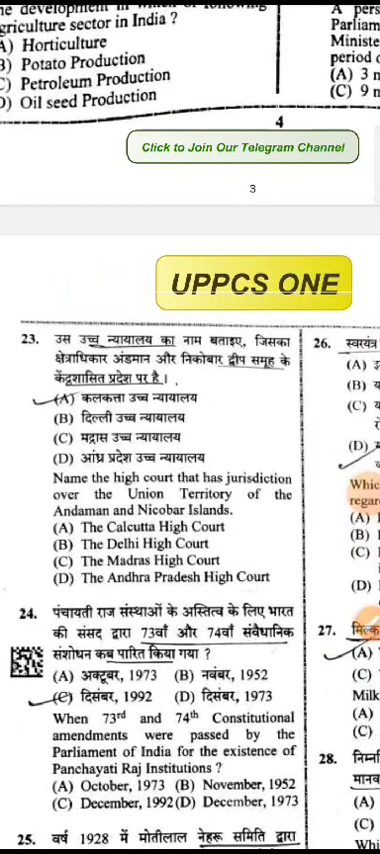 griculture sector in India ?
A) Horticulture
B) Potato Production
C) Petroleum Production
D) Oil seed Production
A pers
Parliam
Ministe
period
(A) 3 
(C) 9 
4
Click to Join Our Telegram Channel
3
UPPCS ONE
23. उस उच्च न्यायालय का नाम बताइए, जिसका
क्षेत्राधिकार अंडमान और निकोबार द्वीप समूह के
केंद्रशासित प्रदेश पर है ।
(A) कलकत्ता उच्च न्यायालय
(B) दिल्ली उच्च न्यायालय
(C) मद्रास उच्च न्यायालय
(D) आंध्र प्रदेश उच्च न्यायालय
Name the high court that has jurisdiction
over the Union Territory of the
Andaman and Nicobar Islands.
(A) The Calcutta High Court
(B) The Delhi High Court
(C) The Madras High Court
(D) The Andhra Pradesh High Court
24. पंचायती राज संस्थाओं के अस्तित्व के लिए भारत
की संसद द्वारा 73वाँ और 74वाँ संवैधानिक
संशोधन कब पारित किया गया ?
(A) अक्टूबर, 1973 (B) नवंबर, 1952
(C) दिसंबर, 1992 (D) दिसंबर, 1973
When 73rd and 74th Constitutional
amendments were passed by the
Parliament of India for the existence of
Panchayati Raj Institutions ?
(A) October, 1973 (B) November, 1952
(C) December, 1992 (D) December, 1973
25. वर्ष 1928 में मोतीलाल नेहरू समिति द्वारा
26.
(A)
(B)
(C)
(D)
Whic
regar
(A)
(B)
(C)
(D)
27. मिल्क
(A)
(C)
Milk
(A)
(C)
28. निम्नी
मानव
(A)
(C)
Whi